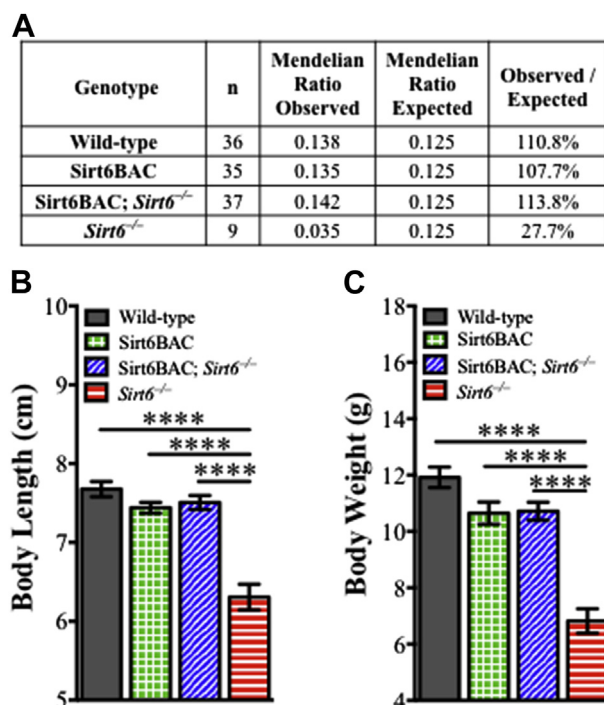 A
Genotype n Mendelian Ratio Observed Mendelian Ratio Expected Observed / Expected
Wild-type 36 0.138 0.125 110.8%
Sirt6BAC 35 0.135 0.125 107.7%
Sirt6BAC; Sirt6–/– 37 0.142 0.125 113.8%
Sirt6–/– 9 0.035 0.125 27.7%
B
Body Length (cm)
10
9
8
7
6
5
Wild-type
Sirt6BAC
Sirt6BAC; Sirt6–/–
Sirt6–/–
****
****
****
C
Body Weight (g)
18
16
14
12
10
8
6
4
Wild-type
Sirt6BAC
Sirt6BAC; Sirt6–/–
Sirt6–/–
****
****
****